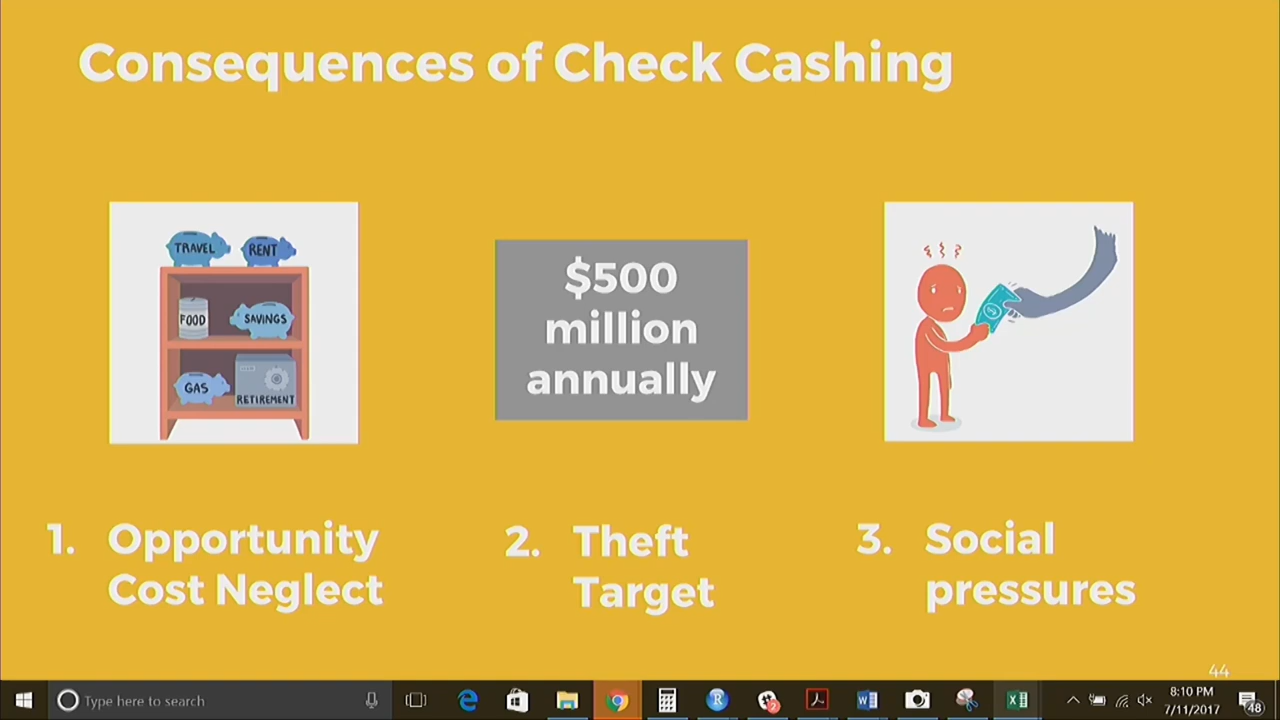 Consequences of Check Cashing
TRAVEL
RENT
FOOD
SAVINGS
GAS
RETIREMENT
$500
million
annually
1. Opportunity
Cost Neglect
2. Theft
Target
3. Social
pressures
44
Type here to search
8:10 PM
7/11/2017
2
48